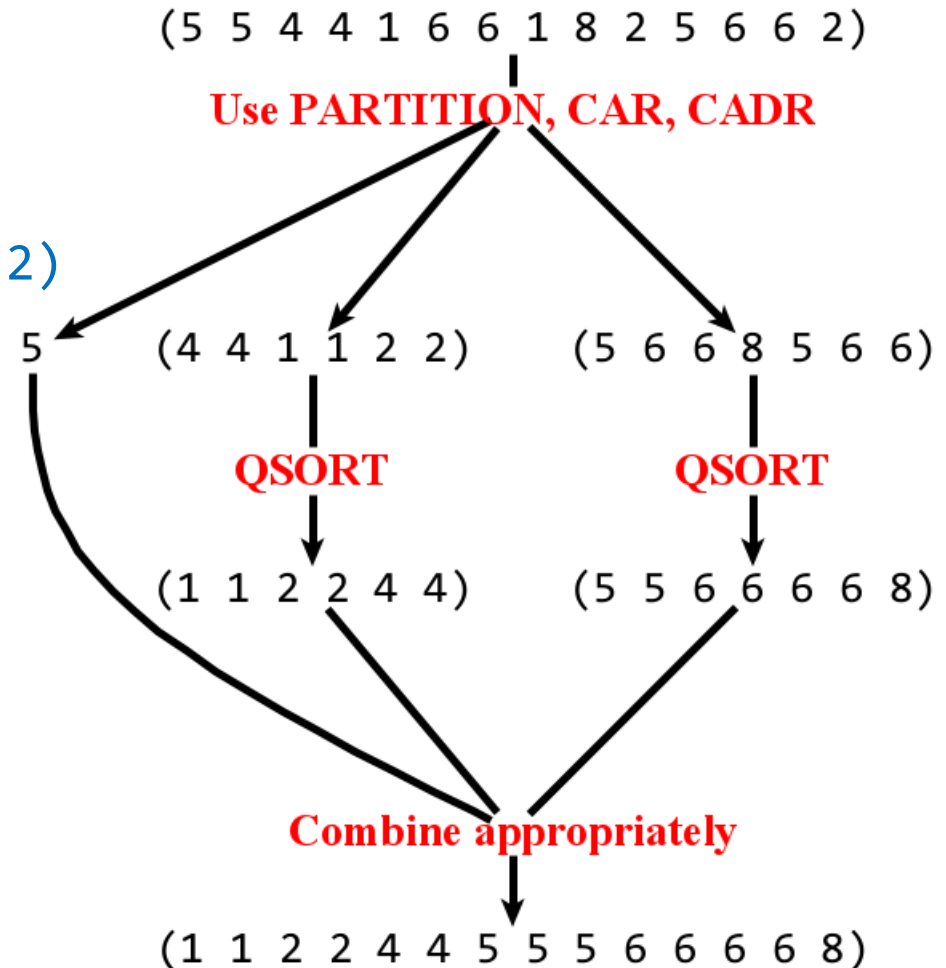 (5 5 4 4 1 6 6 1 8 2 5 6 6 2)
Use PARTITION, CAR, CADR
2)
5 (4 4 1 1 2 2) (5 6 6 8 5 6 6)
QSORT QSORT
(1 1 2 2 4 4) (5 5 6 6 6 6 8)
Combine appropriately
(1 1 2 2 4 4 5 5 5 6 6 6 6 8)